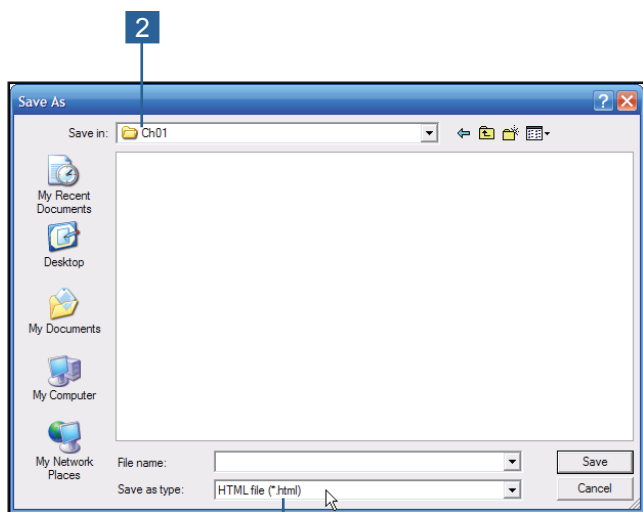 2
Save As
Save in:
Ch01
My Recent
Documents
Desktop
My Documents
My Computer
My Network
Places
File name:
Save
Save as type:
HTML file (*.html)
Cancel